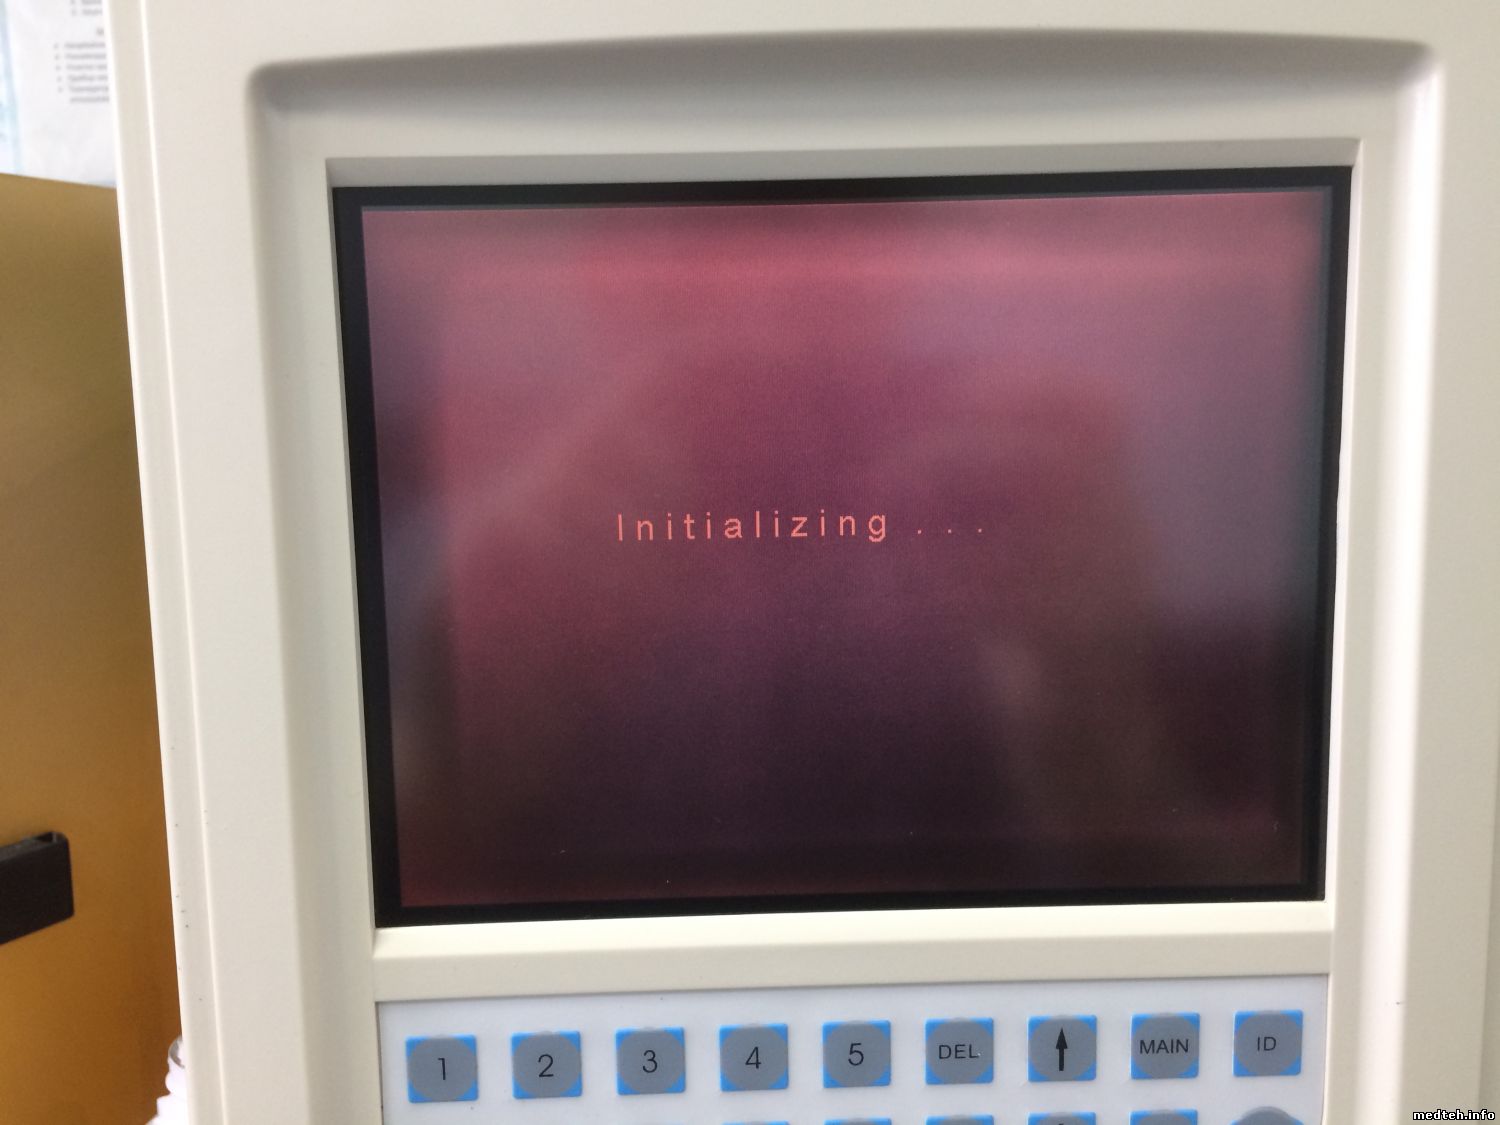 Initializing . . .
1 2 3 4 5 DEL MAIN ID
medteh.info